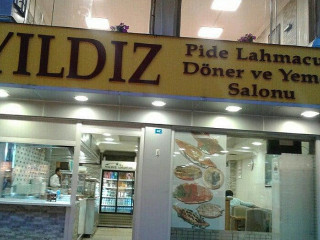 YILDIZ
Pide Lahmacu
Döner ve Yem
Salonu